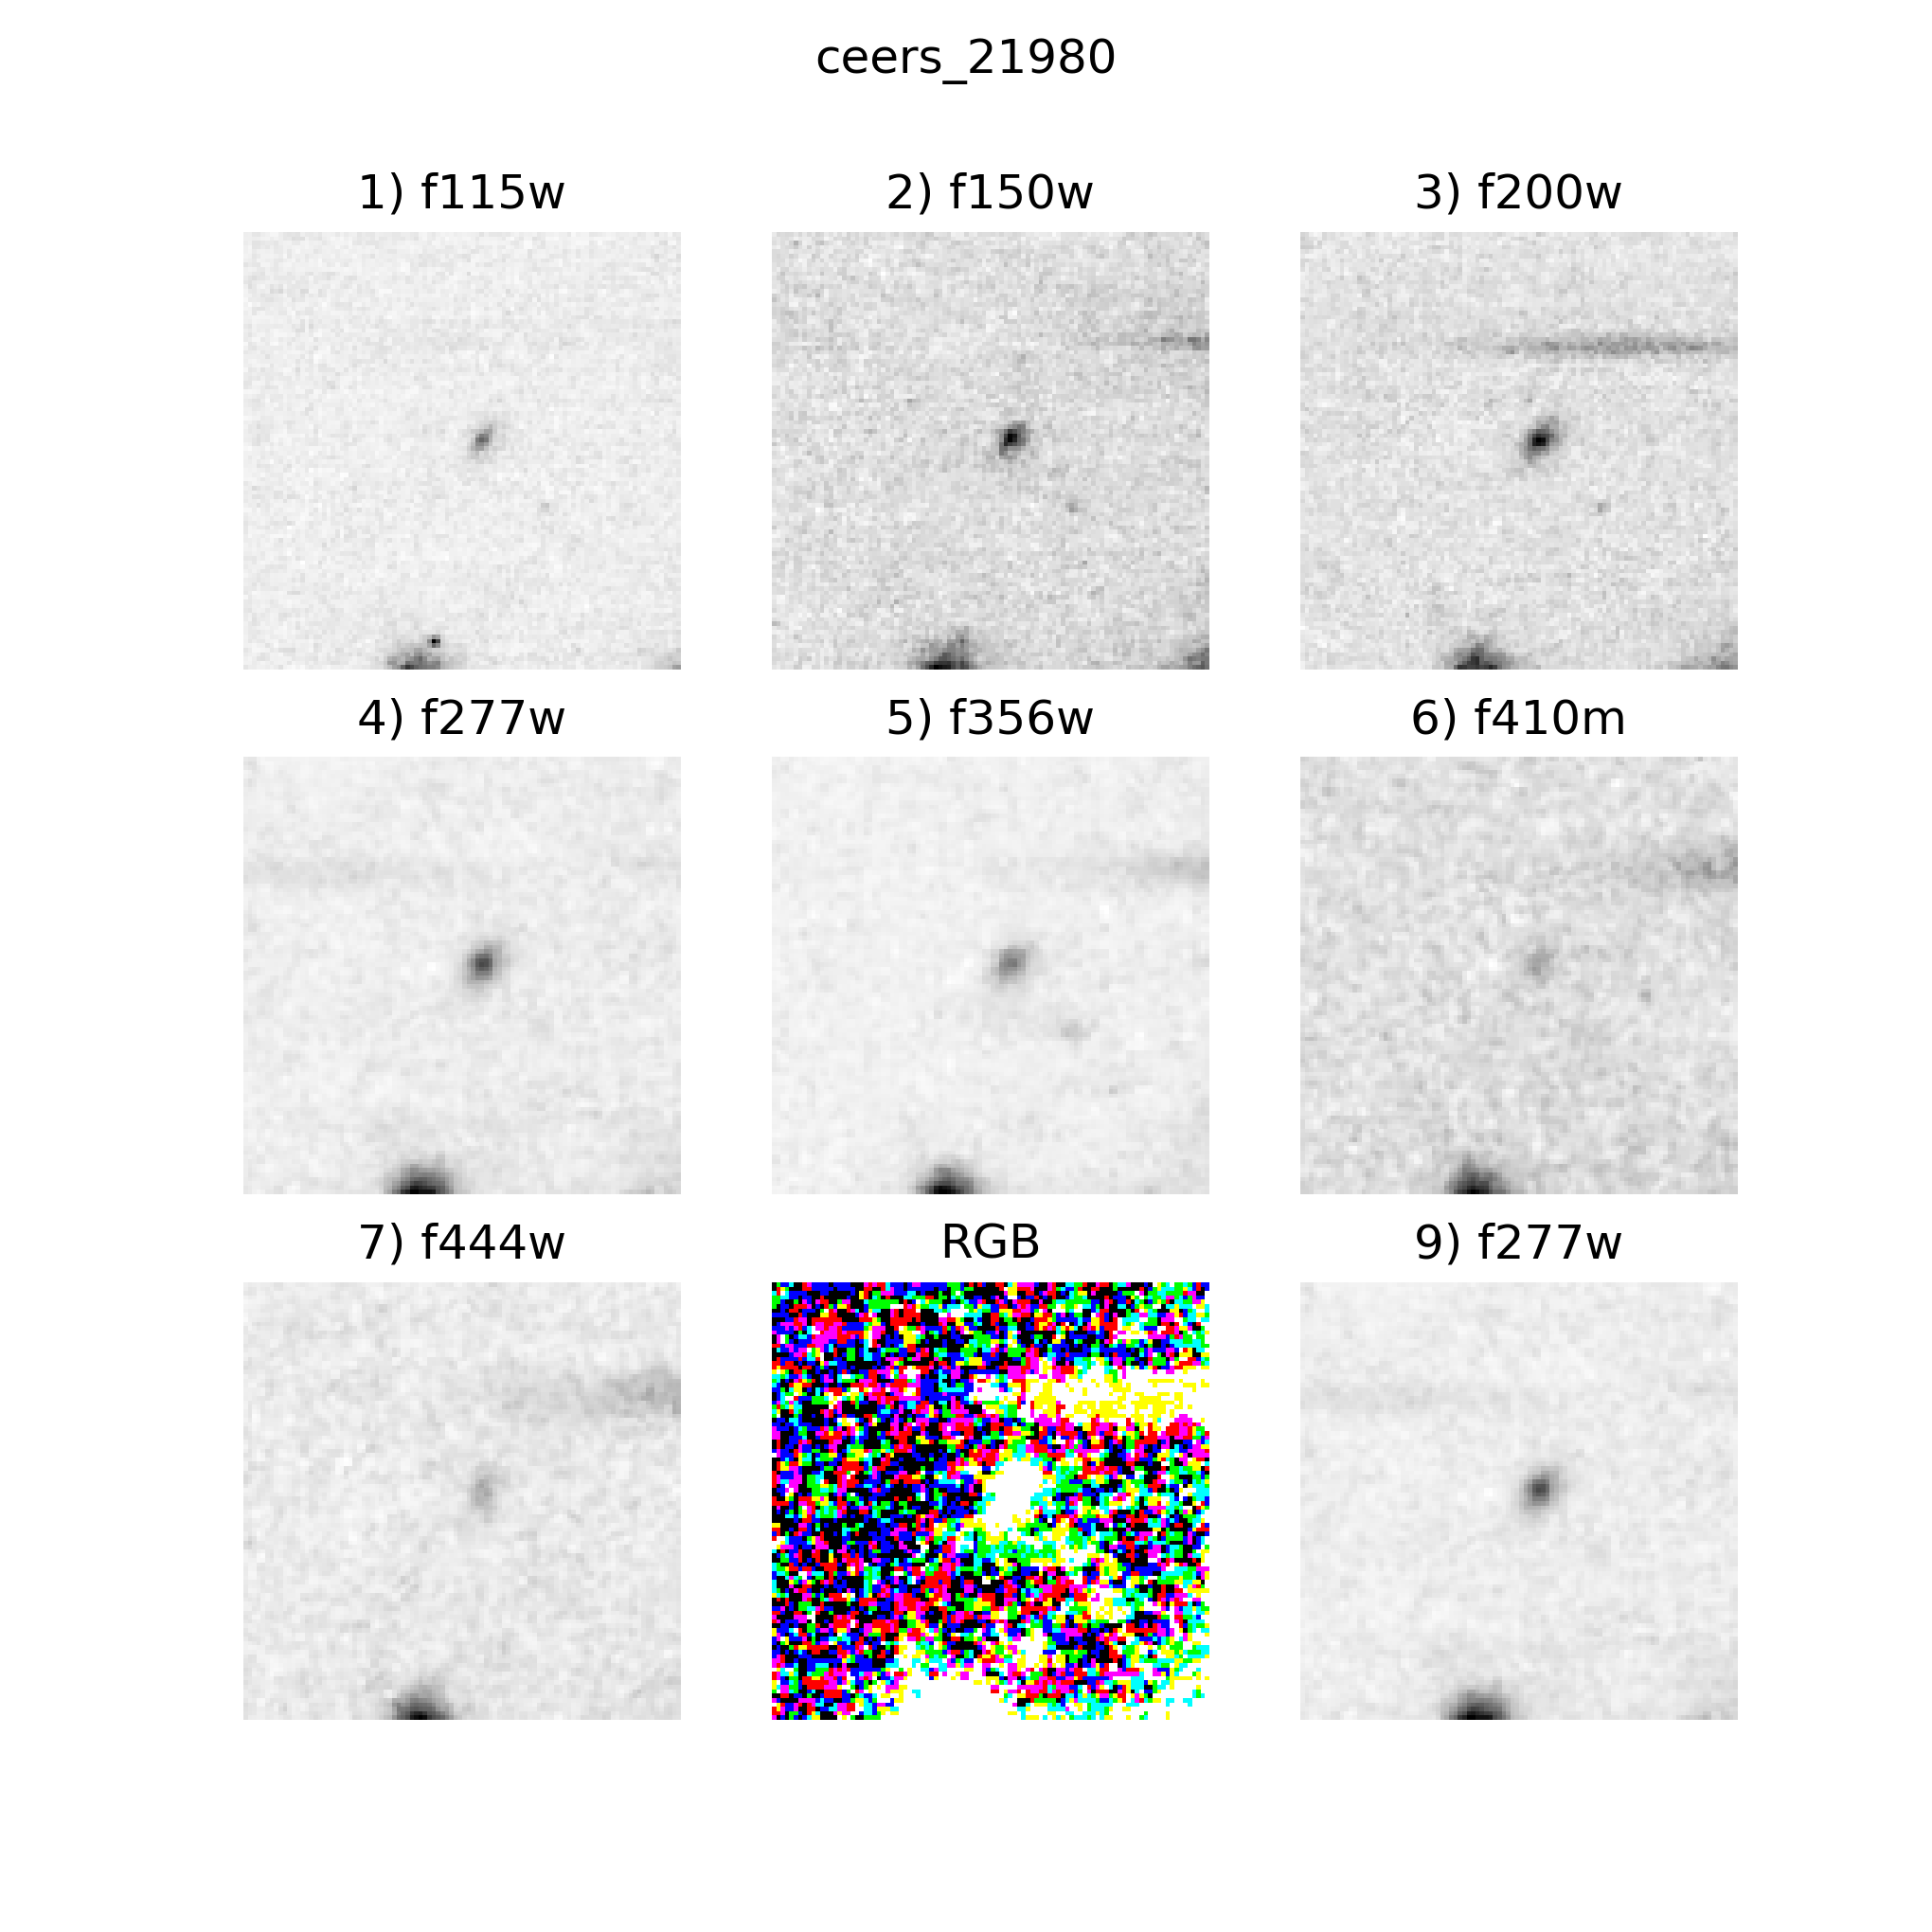 ceers_21980
1) f115w
2) f150w
3) f200w
4) f277w
5) f356w
6) f410m
7) f444w
RGB
9) f277w